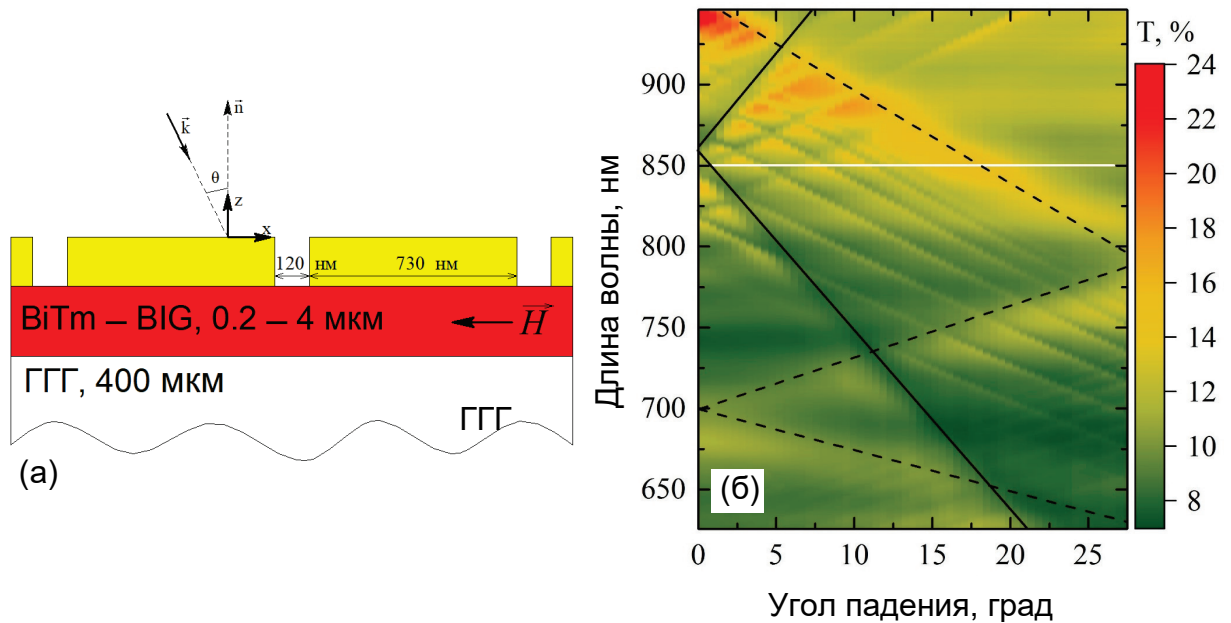 k⃗
n⃗
θ
z
x
120 нм
730 нм
BiTm – BIG, 0.2 – 4 мкм
H⃗
ГГГ, 400 мкм
ГГГ
(а)
Длина волны, нм
900
850
800
750
700
650
(б)
0 5 10 15 20 25
Угол падения, град
T, %
24
22
20
18
16
14
12
10
8